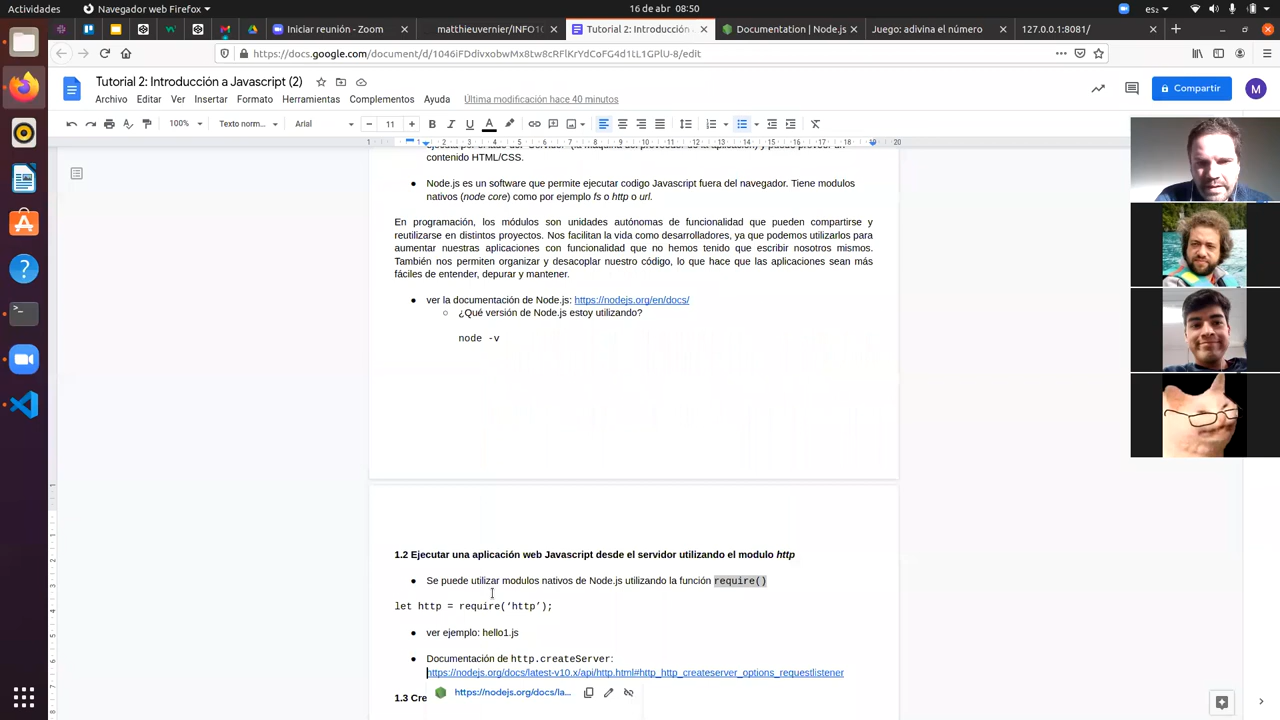 Actividades
Navegador web Firefox
16 de abr 08:50
es₂
Iniciar reunión - Zoom
matthieuvernier/INFO10
Tutorial 2: Introducción a
Documentation | Node.js
Juego: adivina el número
127.0.0.1:8081/
https://docs.google.com/document/d/1046iFDdivxobwMx8tw8cRFlKrYdCoFG4d1tL1GPlU-8/edit
Tutorial 2: Introducción a Javascript (2)
Archivo Editar Ver Insertar Formato Herramientas Complementos Ayuda Última modificación hace 40 minutos
Compartir
M
100% Texto norm... Arial 11
contenido HTML/CSS.
● Node.js es un software que permite ejecutar codigo Javascript fuera del navegador. Tiene modulos
nativos (node core) como por ejemplo fs o http o url.
En programación, los módulos son unidades autónomas de funcionalidad que pueden compartirse y
reutilizarse en distintos proyectos. Nos facilitan la vida como desarrolladores, ya que podemos utilizarlos para
aumentar nuestras aplicaciones con funcionalidad que no hemos tenido que escribir nosotros mismos.
También nos permiten organizar y desacoplar nuestro código, lo que hace que las aplicaciones sean más
fáciles de entender, depurar y mantener.
● ver la documentación de Node.js: https://nodejs.org/en/docs/
○ ¿Qué versión de Node.js estoy utilizando?
node -v
1.2 Ejecutar una aplicación web Javascript desde el servidor utilizando el modulo http
● Se puede utilizar modulos nativos de Node.js utilizando la función require()
let http = require(‘http’);
● ver ejemplo: hello1.js
● Documentación de http.createServer:
https://nodejs.org/docs/latest-v10.x/api/http.html#http_http_createserver_options_requestlistener
https://nodejs.org/docs/la...
1.3 Cre